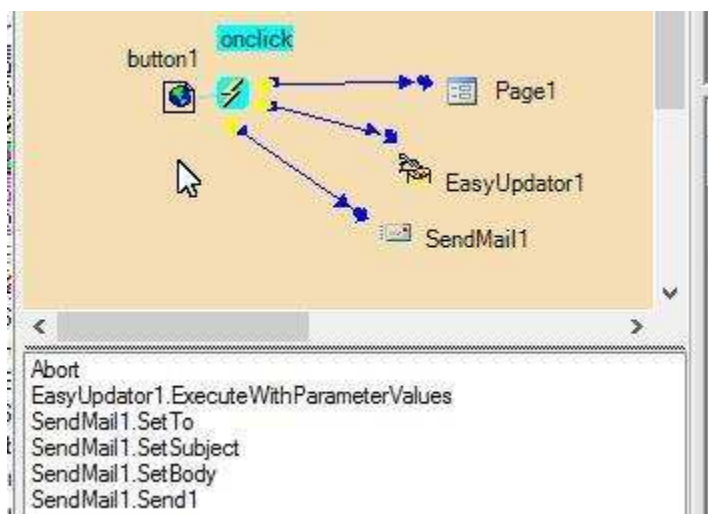 onclick
button1
Page1
EasyUpdator1
SendMail1
Abort
EasyUpdator1.ExecuteWithParameterValues
SendMail1.SetTo
SendMail1.SetSubject
SendMail1.SetBody
SendMail1.Send1